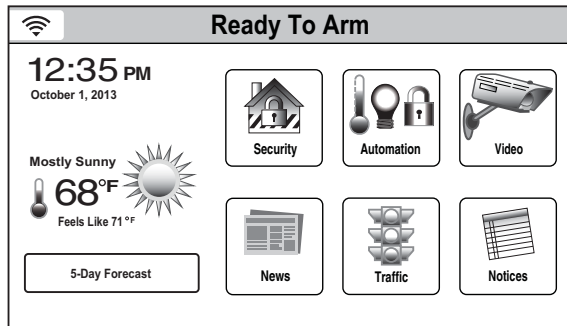 Ready To Arm
12:35 PM
October 1, 2013
Mostly Sunny
68°F
Feels Like 71°F
5-Day Forecast
Security
Automation
Video
News
Traffic
Notices